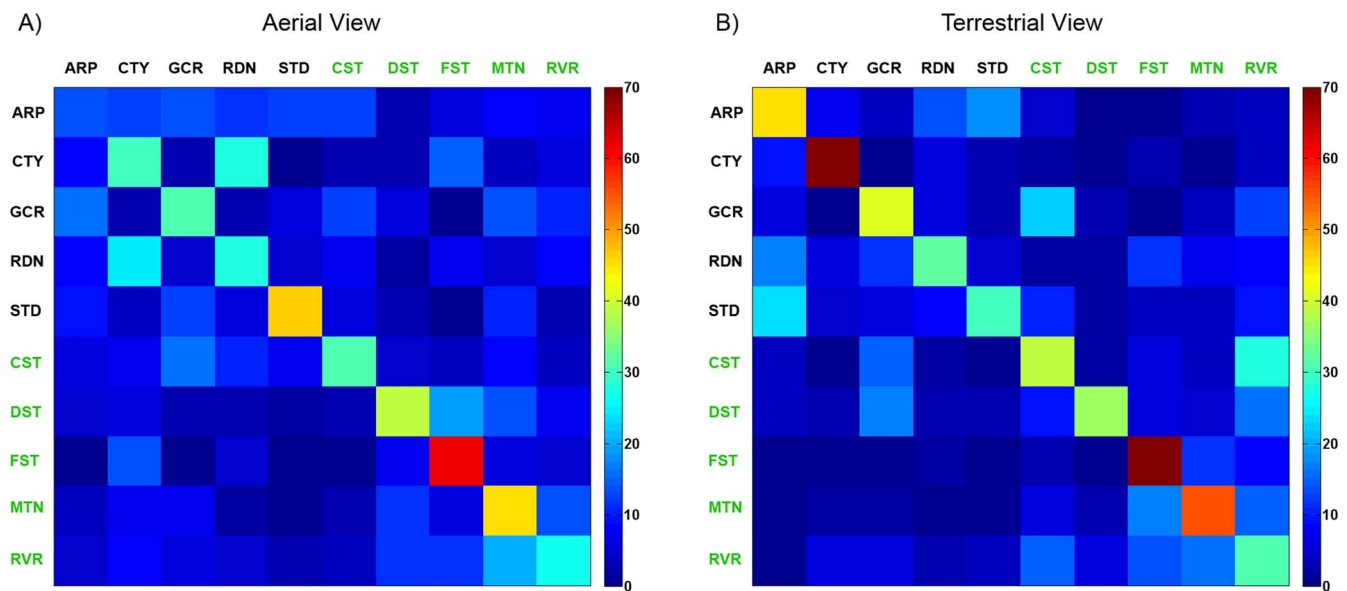 A) Aerial View
ARP CTY GCR RDN STD CST DST FST MTN RVR
ARP
CTY
GCR
RDN
STD
CST
DST
FST
MTN
RVR
70
60
50
40
30
20
10
0
B) Terrestrial View
ARP CTY GCR RDN STD CST DST FST MTN RVR
ARP
CTY
GCR
RDN
STD
CST
DST
FST
MTN
RVR
70
60
50
40
30
20
10
0